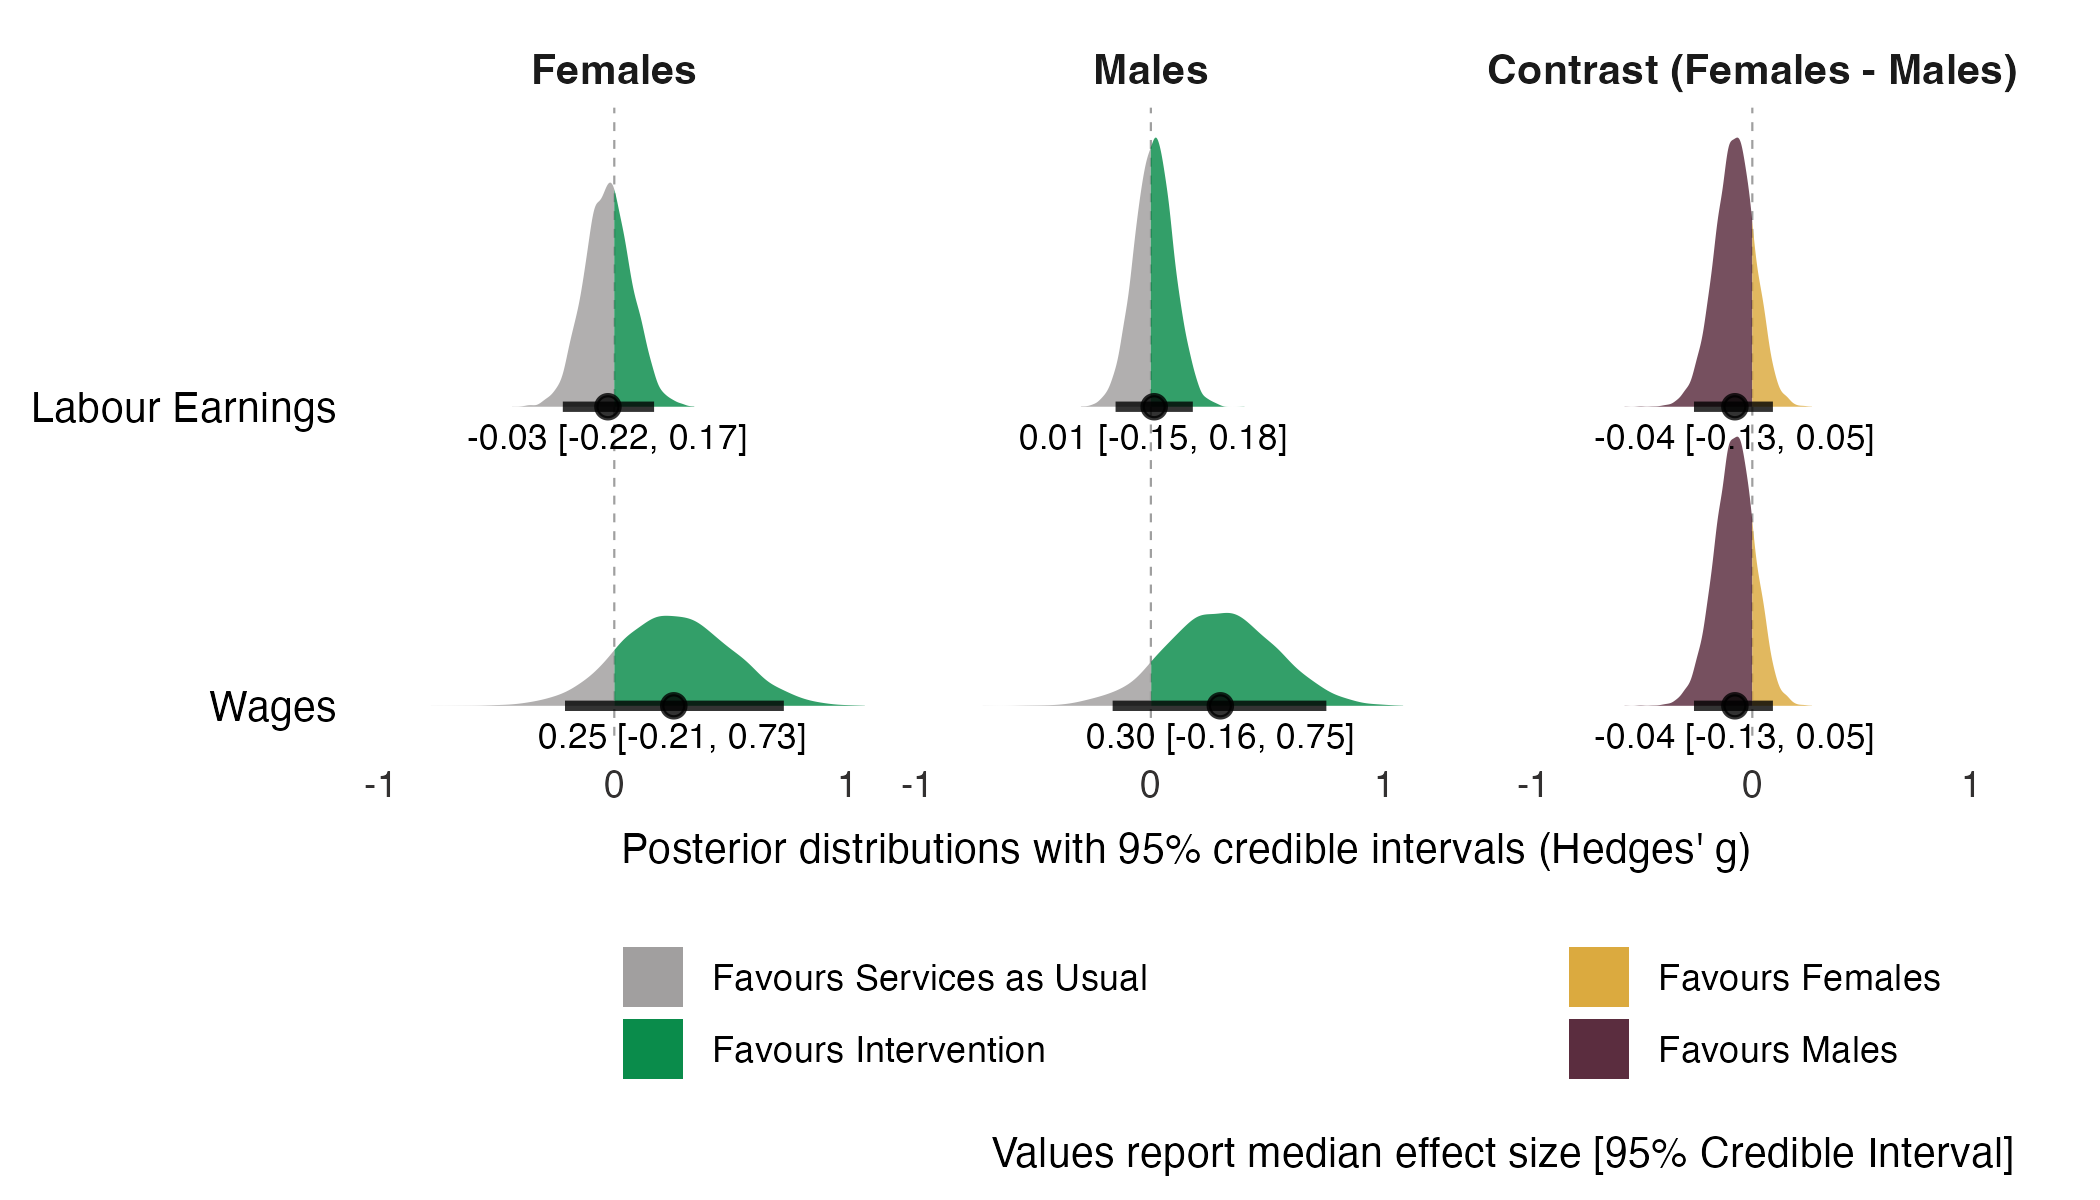 Females Males Contrast (Females - Males)
Labour Earnings
-0.03 [-0.22, 0.17] 0.01 [-0.15, 0.18] -0.04 [-0.13, 0.05]
Wages
0.25 [-0.21, 0.73] 0.30 [-0.16, 0.75] -0.04 [-0.13, 0.05]
-1 0 1 -1 0 1 -1 0 1
Posterior distributions with 95% credible intervals (Hedges' g)
Favours Services as Usual Favours Females
Favours Intervention Favours Males
Values report median effect size [95% Credible Interval]